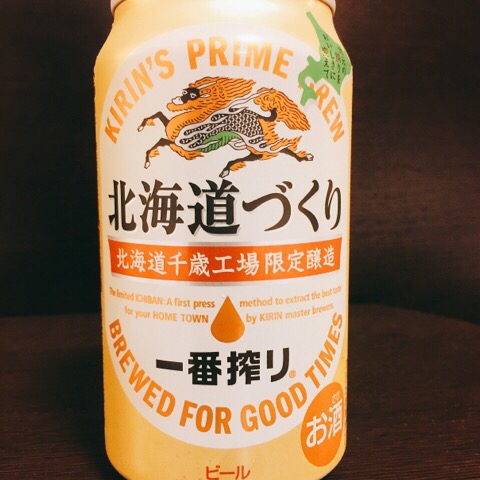 KIRIN'S PRIME BREW
北海道づくり
北海道千歳工場限定醸造
The limited ICHIBAN: A first press method to extract the best taste
for your HOME TOWN by KIRIN master brewers.
一番搾り®
BREWED FOR GOOD TIMES
お酒
ビール